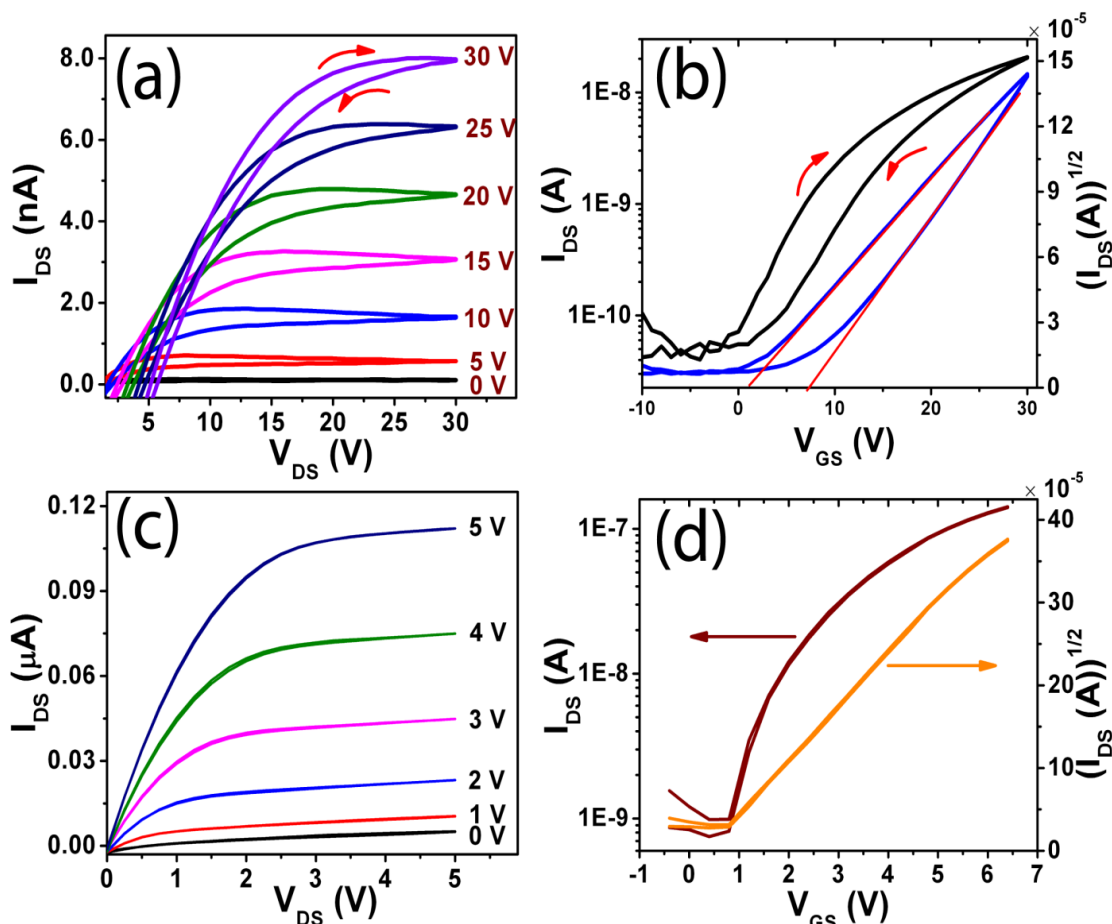 (a)
8.0
6.0
4.0
2.0
0.0
I_DS (nA)
30 V
25 V
20 V
15 V
10 V
5 V
0 V
5 10 15 20 25 30
V_DS (V)
(b)
× 10^-5
1E-8
1E-9
1E-10
I_DS (A)
15
12
9
6
3
0
(I_DS(A))^1/2
-10 0 10 20 30
V_GS (V)
(c)
0.12
0.09
0.06
0.03
0.00
I_DS (μA)
5 V
4 V
3 V
2 V
1 V
0 V
0 1 2 3 4 5
V_DS (V)
(d)
× 10^-5
1E-7
1E-8
1E-9
I_DS (A)
40
30
20
10
0
(I_DS (A))^1/2
-1 0 1 2 3 4 5 6 7
V_GS (V)